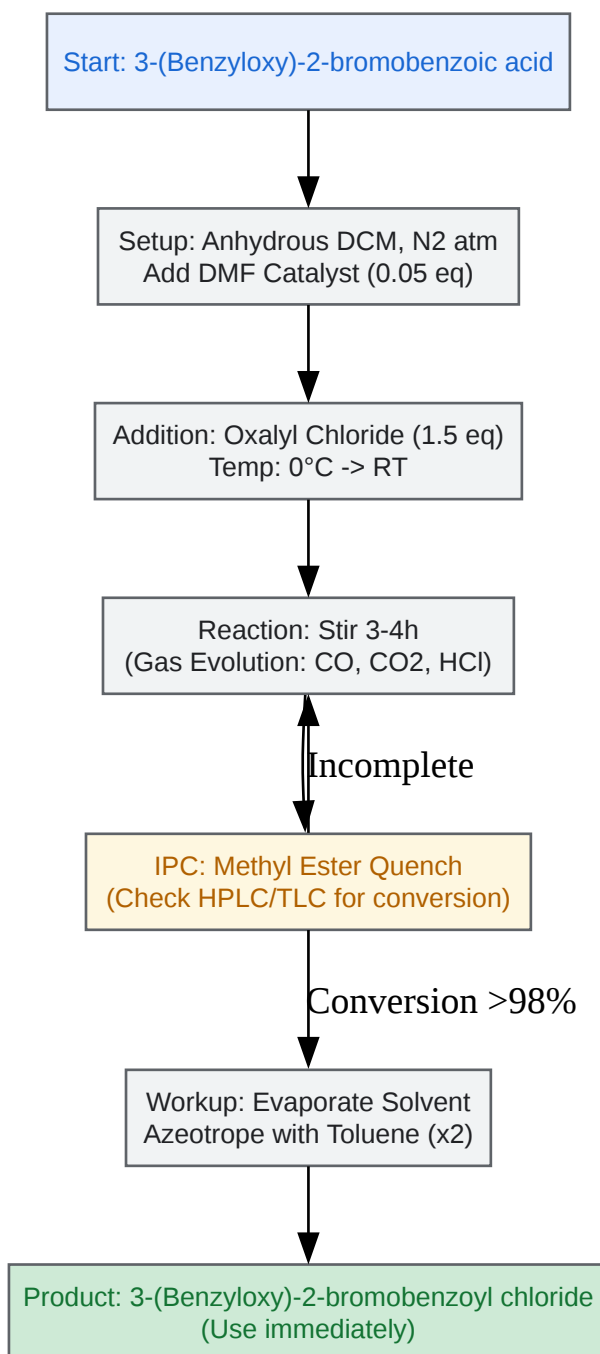 Start: 3-(Benzyloxy)-2-bromobenzoic acid
Setup: Anhydrous DCM, N2 atm
Add DMF Catalyst (0.05 eq)
Addition: Oxalyl Chloride (1.5 eq)
Temp: 0°C -> RT
Reaction: Stir 3-4h
(Gas Evolution: CO, CO2, HCl)
Incomplete
IPC: Methyl Ester Quench
(Check HPLC/TLC for conversion)
Conversion >98%
Workup: Evaporate Solvent
Azeotrope with Toluene (x2)
Product: 3-(Benzyloxy)-2-bromobenzoyl chloride
(Use immediately)